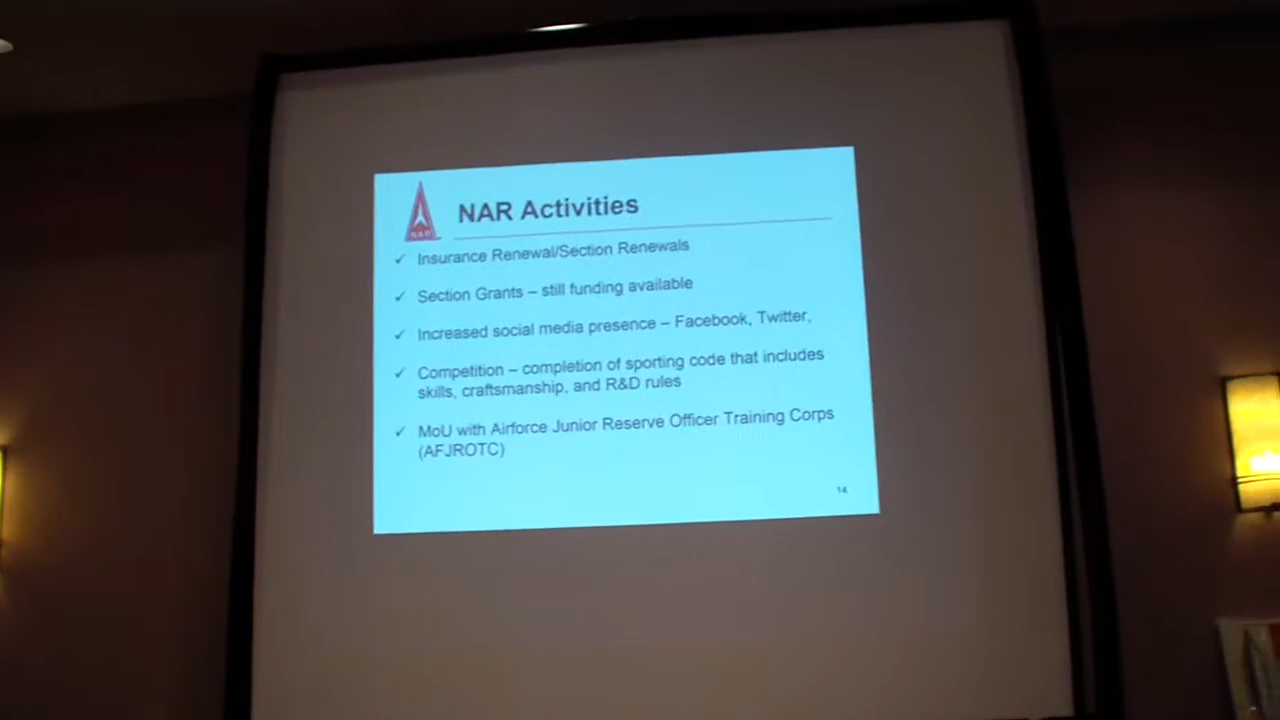 NAR
NAR Activities
✓ Insurance Renewal/Section Renewals
✓ Section Grants – still funding available
✓ Increased social media presence – Facebook, Twitter,
✓ Competition – completion of sporting code that includes
skills, craftsmanship, and R&D rules
✓ MoU with Airforce Junior Reserve Officer Training Corps
(AFJROTC)
14